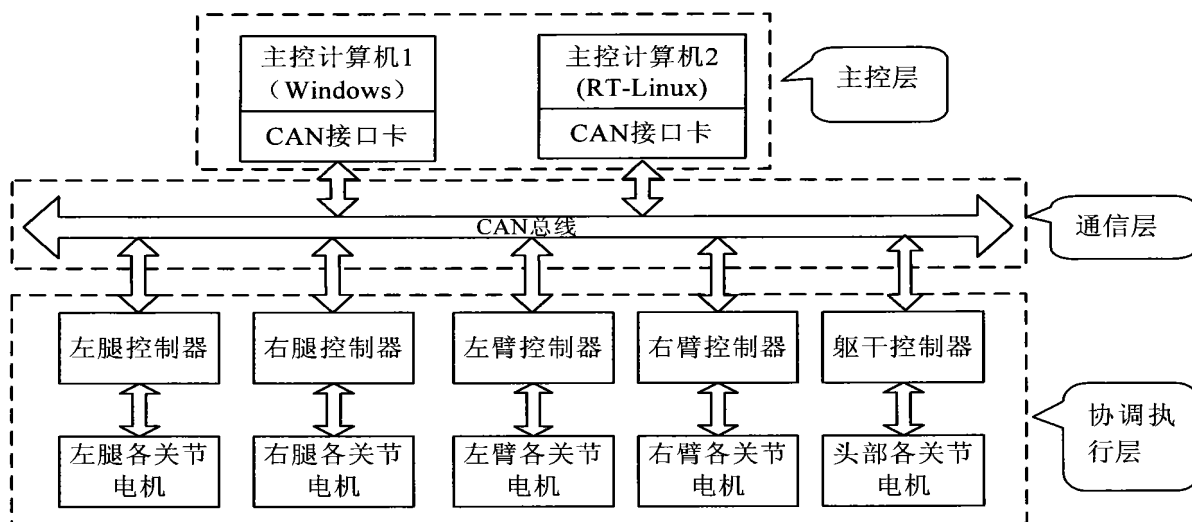 主控计算机1
（Windows）
CAN接口卡
主控计算机2
(RT-Linux)
CAN接口卡
主控层
CAN总线
通信层
左腿控制器
右腿控制器
左臂控制器
右臂控制器
躯干控制器
左腿各关节
电机
右腿各关节
电机
左臂各关节
电机
右臂各关节
电机
头部各关节
电机
协调执
行层